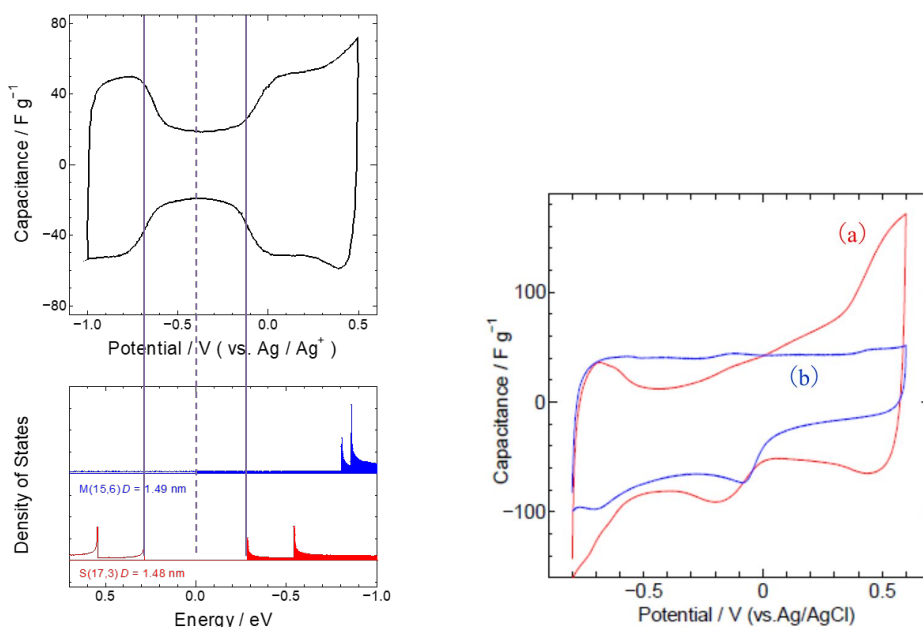 80
40
0
−40
−80
Capacitance / F g⁻¹
−1.0
−0.5
0.0
0.5
Potential / V ( vs. Ag / Ag⁺ )
Density of States
M(15,6) D = 1.49 nm
S(17,3) D = 1.48 nm
0.5
0.0
-0.5
-1.0
Energy / eV
100
0
−100
Capacitance / F g⁻¹
(a)
(b)
−0.5
0
0.5
Potential / V (vs.Ag/AgCl)